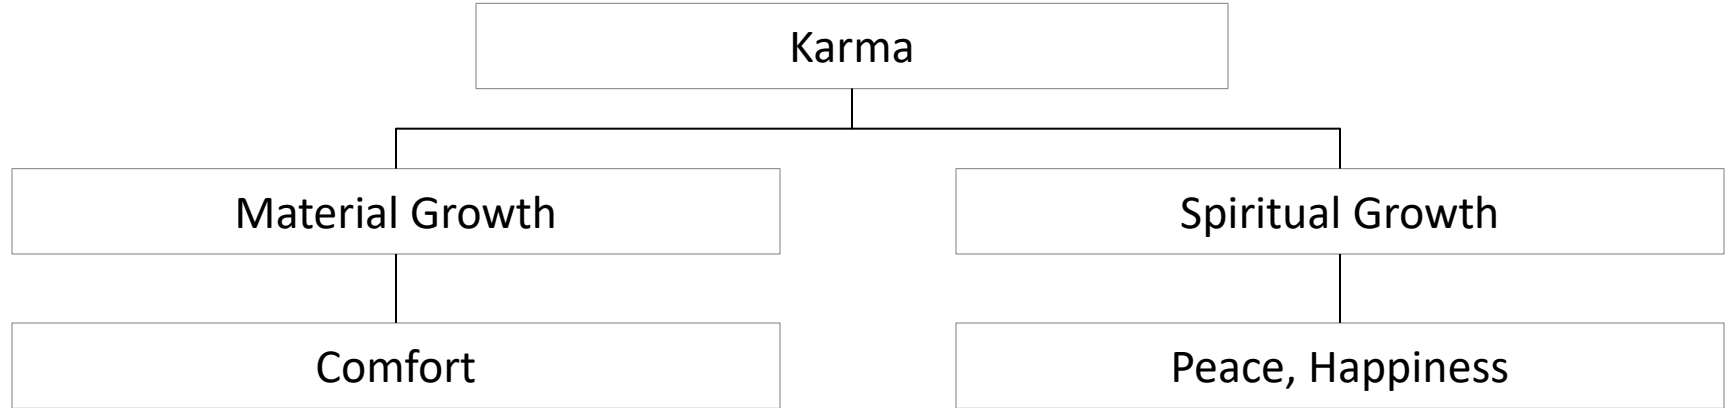 Karma
Material Growth
Spiritual Growth
Comfort
Peace, Happiness